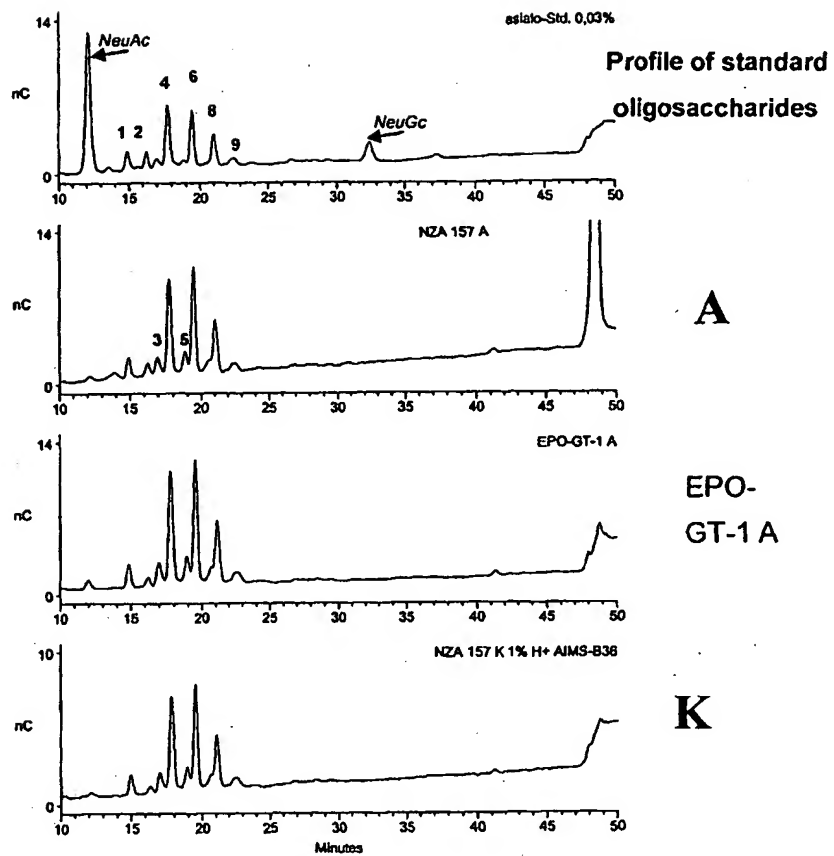 14
asialo-Std. 0,03%
NeuAc
Profile of standard
oligosaccharides
nC
4
6
1
2
8
9
NeuGc
0
10 15 20 25 30 35 40 45 50
14
NZA 157 A
nC
A
3
5
0
10 15 20 25 30 35 40 45 50
14
EPO-GT-1 A
nC
EPO-
GT-1 A
0
10 15 20 25 30 35 40 45 50
10
NZA 157 K 1% H+ AIMS-B36
nC
K
0
10 15 20 25 30 35 40 45 50
Minutes